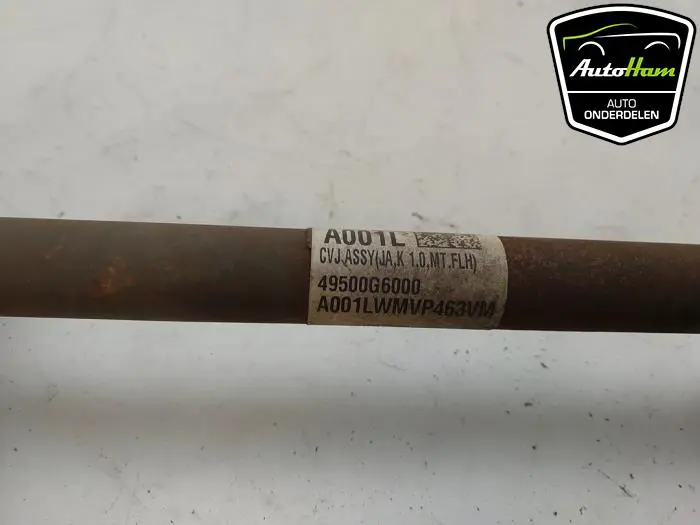 AutoHam
AUTO
ONDERDELEN
A001L
CVJ ASSY(JA,K 1.0,MT,FLH)
49500G6000
A001LWMVP463VM